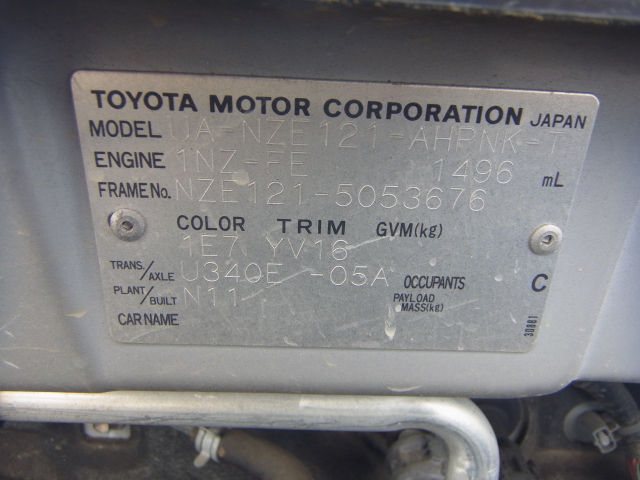 TOYOTA MOTOR CORPORATION JAPAN
MODEL UA-NZE121-AHPNK-T
ENGINE 1NZ-FE 1496 mL
FRAME No. NZE121-5053676
COLOR TRIM GVM(kg)
1E7 YV16
TRANS./AXLE U340E -05A OCCUPANTS C
PLANT/BUILT N11 PAYLOAD MASS(kg)
CAR NAME
30881